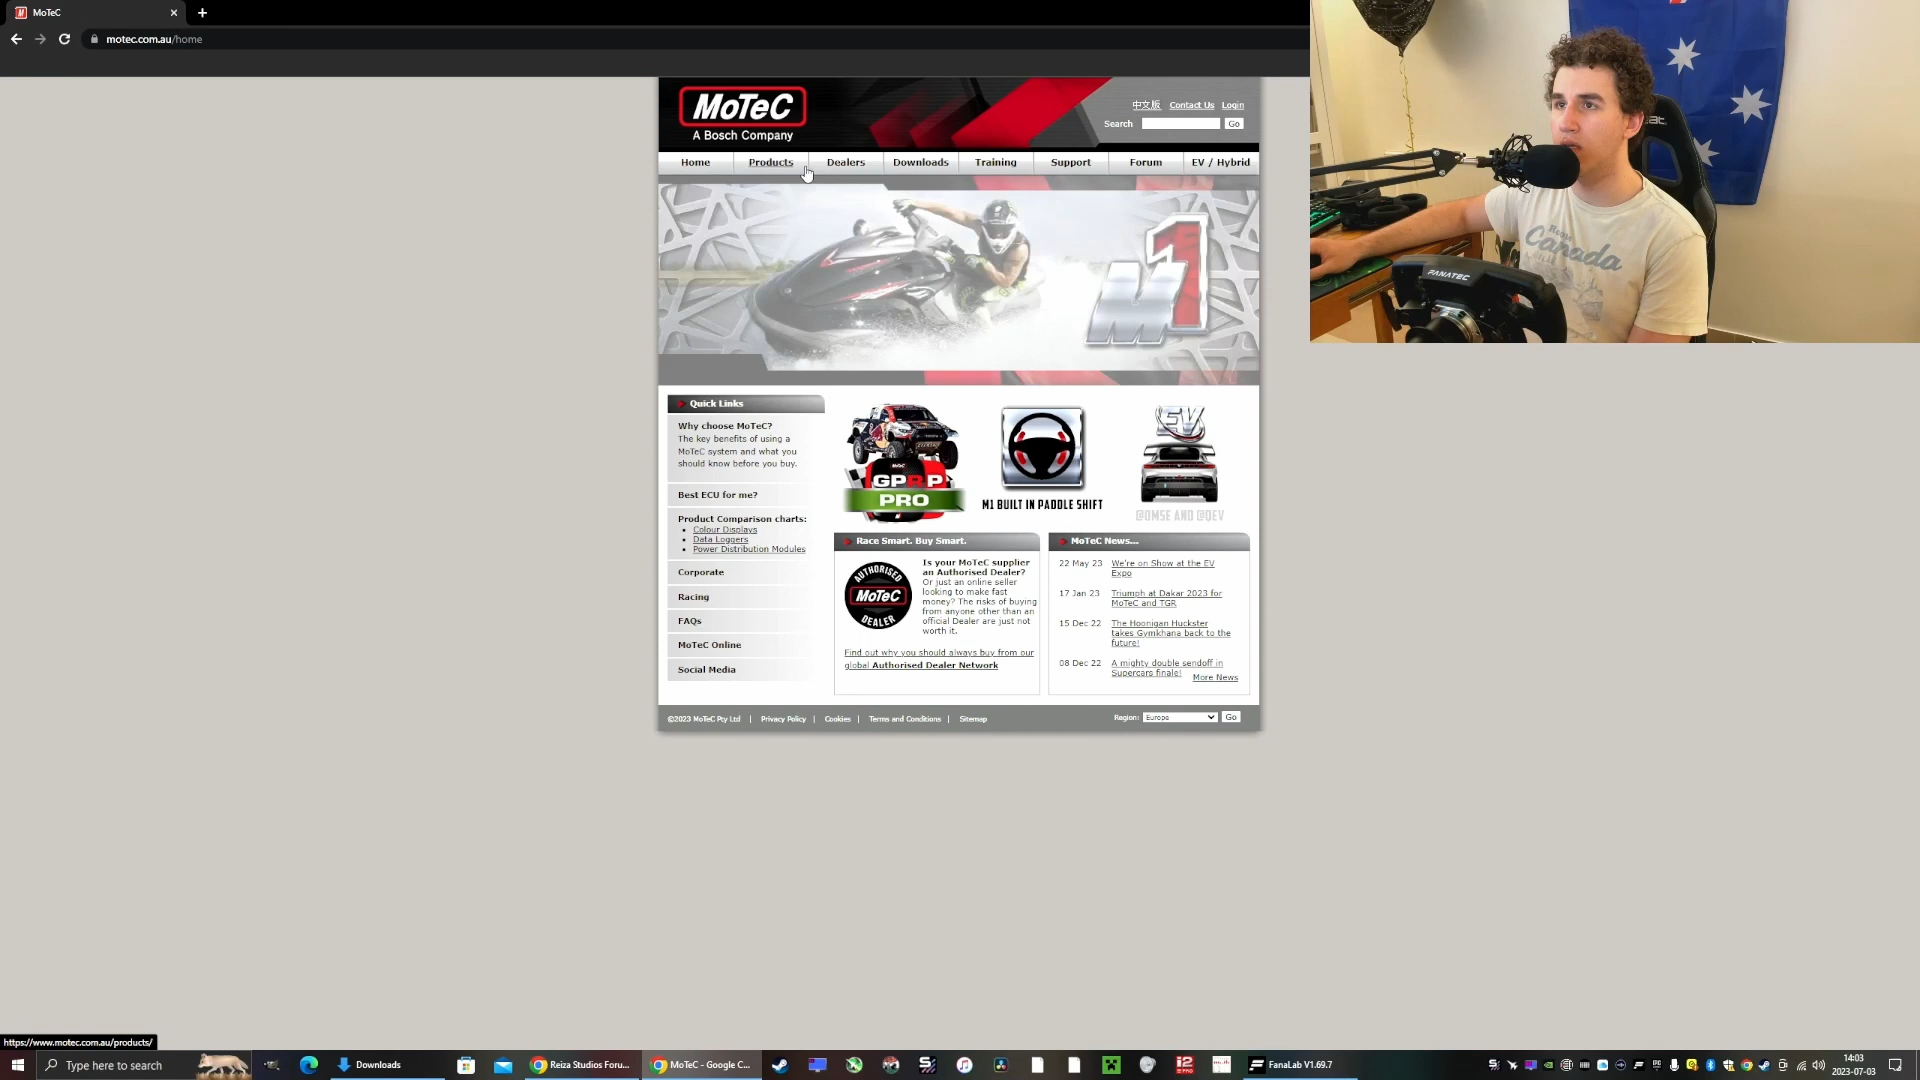 MoTeC
motec.com.au/home
MoTeC
A Bosch Company
中文版 Contact Us Login
Search Go
Home Products Dealers Downloads Training Support Forum EV / Hybrid
M1
Quick Links
Why choose MoTeC?
The key benefits of using a
MoTeC system and what you
should know before you buy.
Best ECU for me?
Product Comparison charts:
Colour Displays
Data Loggers
Power Distribution Modules
Corporate
Racing
FAQs
MoTeC Online
Social Media
GPRP
PRO
M1 BUILT IN PADDLE SHIFT
EV
@OMSE AND @QEV
Race Smart. Buy Smart.
AUTHORISED
MoTeC
DEALER
Is your MoTeC supplier
an Authorised Dealer?
Or just an online seller
looking to make fast
money? The risks of buying
from anyone other than an
official Dealer are just not
worth it.
Find out why you should always buy from our
global Authorised Dealer Network
MoTeC News...
22 May 23 We're on Show at the EV
Expo
17 Jan 23 Triumph at Dakar 2023 for
MoTeC and TGR
15 Dec 22 The Hoonigan Huckster
takes Gymkhana back to the
future!
08 Dec 22 A mighty double sendoff in
Supercars finale!
More News
©2023 MoTeC Pty Ltd | Privacy Policy | Cookies | Terms and Conditions | Sitemap
Region: Europe Go
Canada
FANATEC
https://www.motec.com.au/products/
Type here to search
Downloads
Reiza Studios Foru...
MoTeC - Google C...
i2
PRO
FanaLab V1.69.7
14:03
2023-07-03